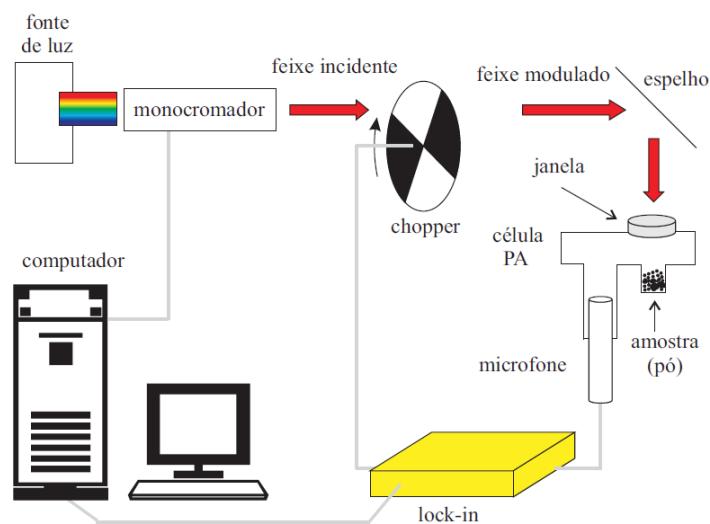 fonte
de luz
monocromador
feixe incidente
chopper
feixe modulado
espelho
janela
célula
PA
computador
microfone
amostra
(pó)
lock-in